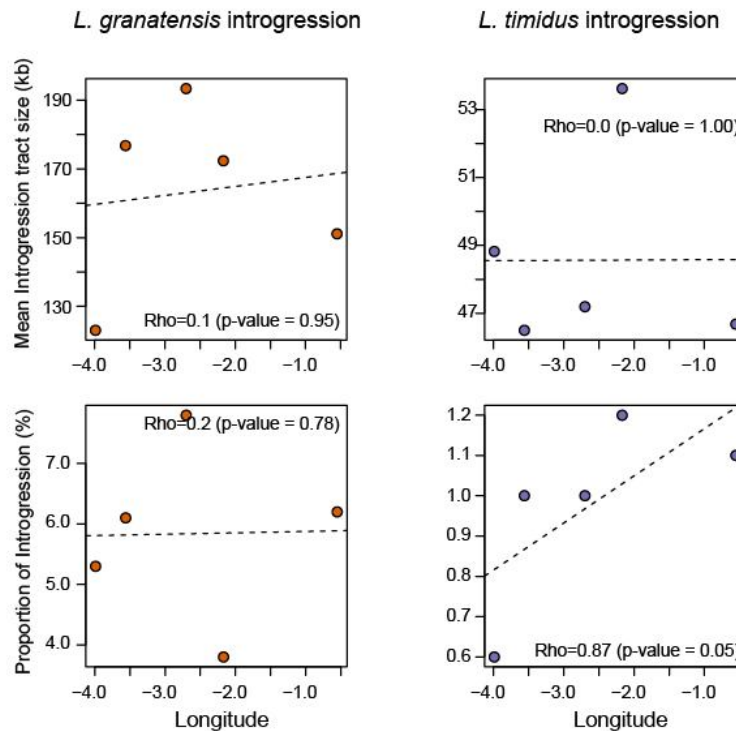 L. granatensis introgression
L. timidus introgression
Mean Introgression tract size (kb)
190
170
150
130
Rho=0.1 (p-value = 0.95)
−4.0 −3.0 −2.0 −1.0
53
51
49
47
Rho=0.0 (p-value = 1.00)
−4.0 −3.0 −2.0 −1.0
Proportion of Introgression (%)
7.0
6.0
5.0
4.0
Rho=0.2 (p-value = 0.78)
−4.0 −3.0 −2.0 −1.0
Longitude
1.2
1.1
1.0
0.9
0.8
0.7
0.6
Rho=0.87 (p-value = 0.05)
−4.0 −3.0 −2.0 −1.0
Longitude